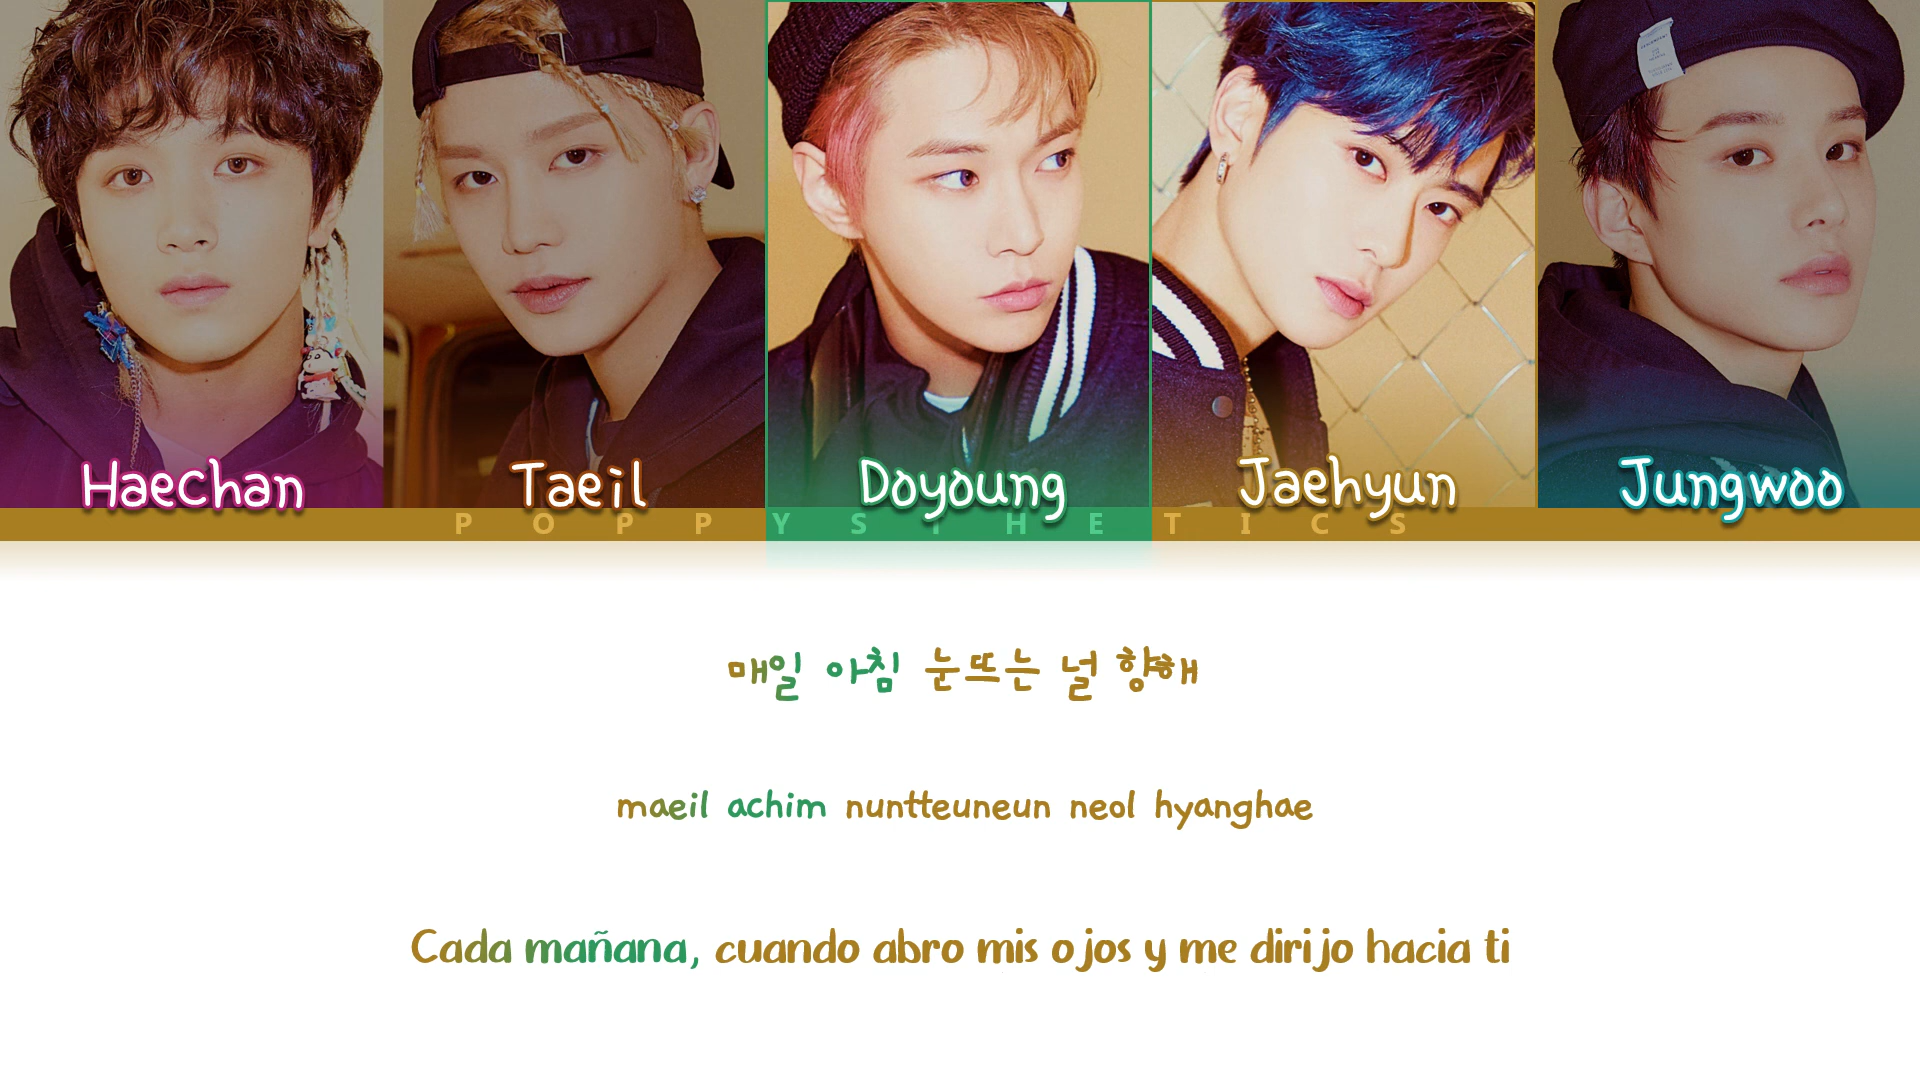 Haechan Taeil Doyoung Jaehyun Jungwoo
POPPYSTHETICS
매일 아침 눈뜨는 널 향해
maeil achim nuntteuneun neol hyanghae
Cada mañana, cuando abro mis ojos y me dirijo hacia ti